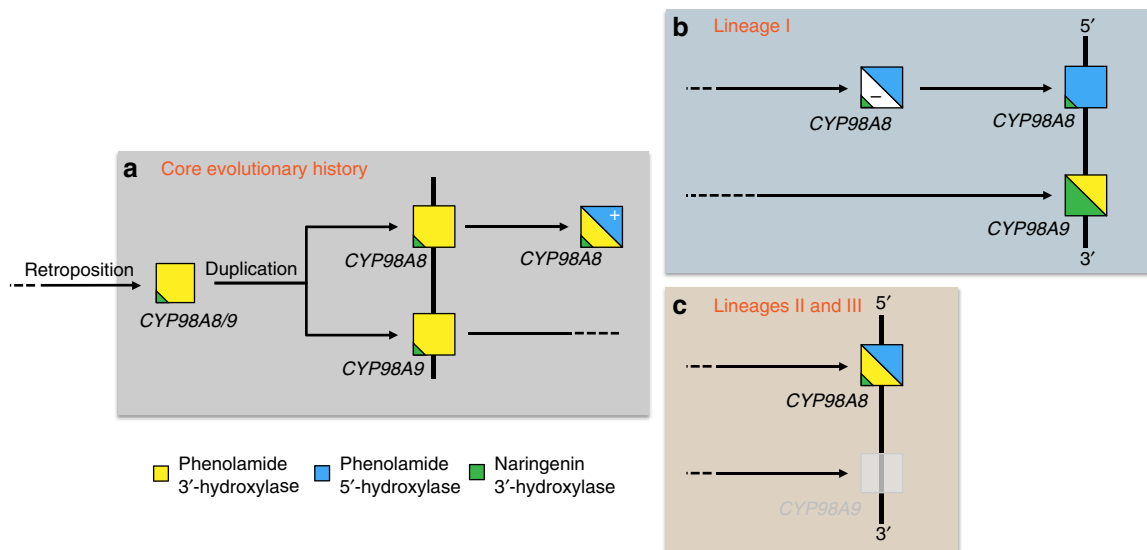 a Core evolutionary history
Retroposition
CYP98A8/9
Duplication
CYP98A8
+
CYP98A8
CYP98A9
b Lineage I
5′
–
CYP98A8
CYP98A8
CYP98A9
3′
c Lineages II and III
5′
CYP98A8
CYP98A9
3′
Phenolamide
3′-hydroxylase
Phenolamide
5′-hydroxylase
Naringenin
3′-hydroxylase